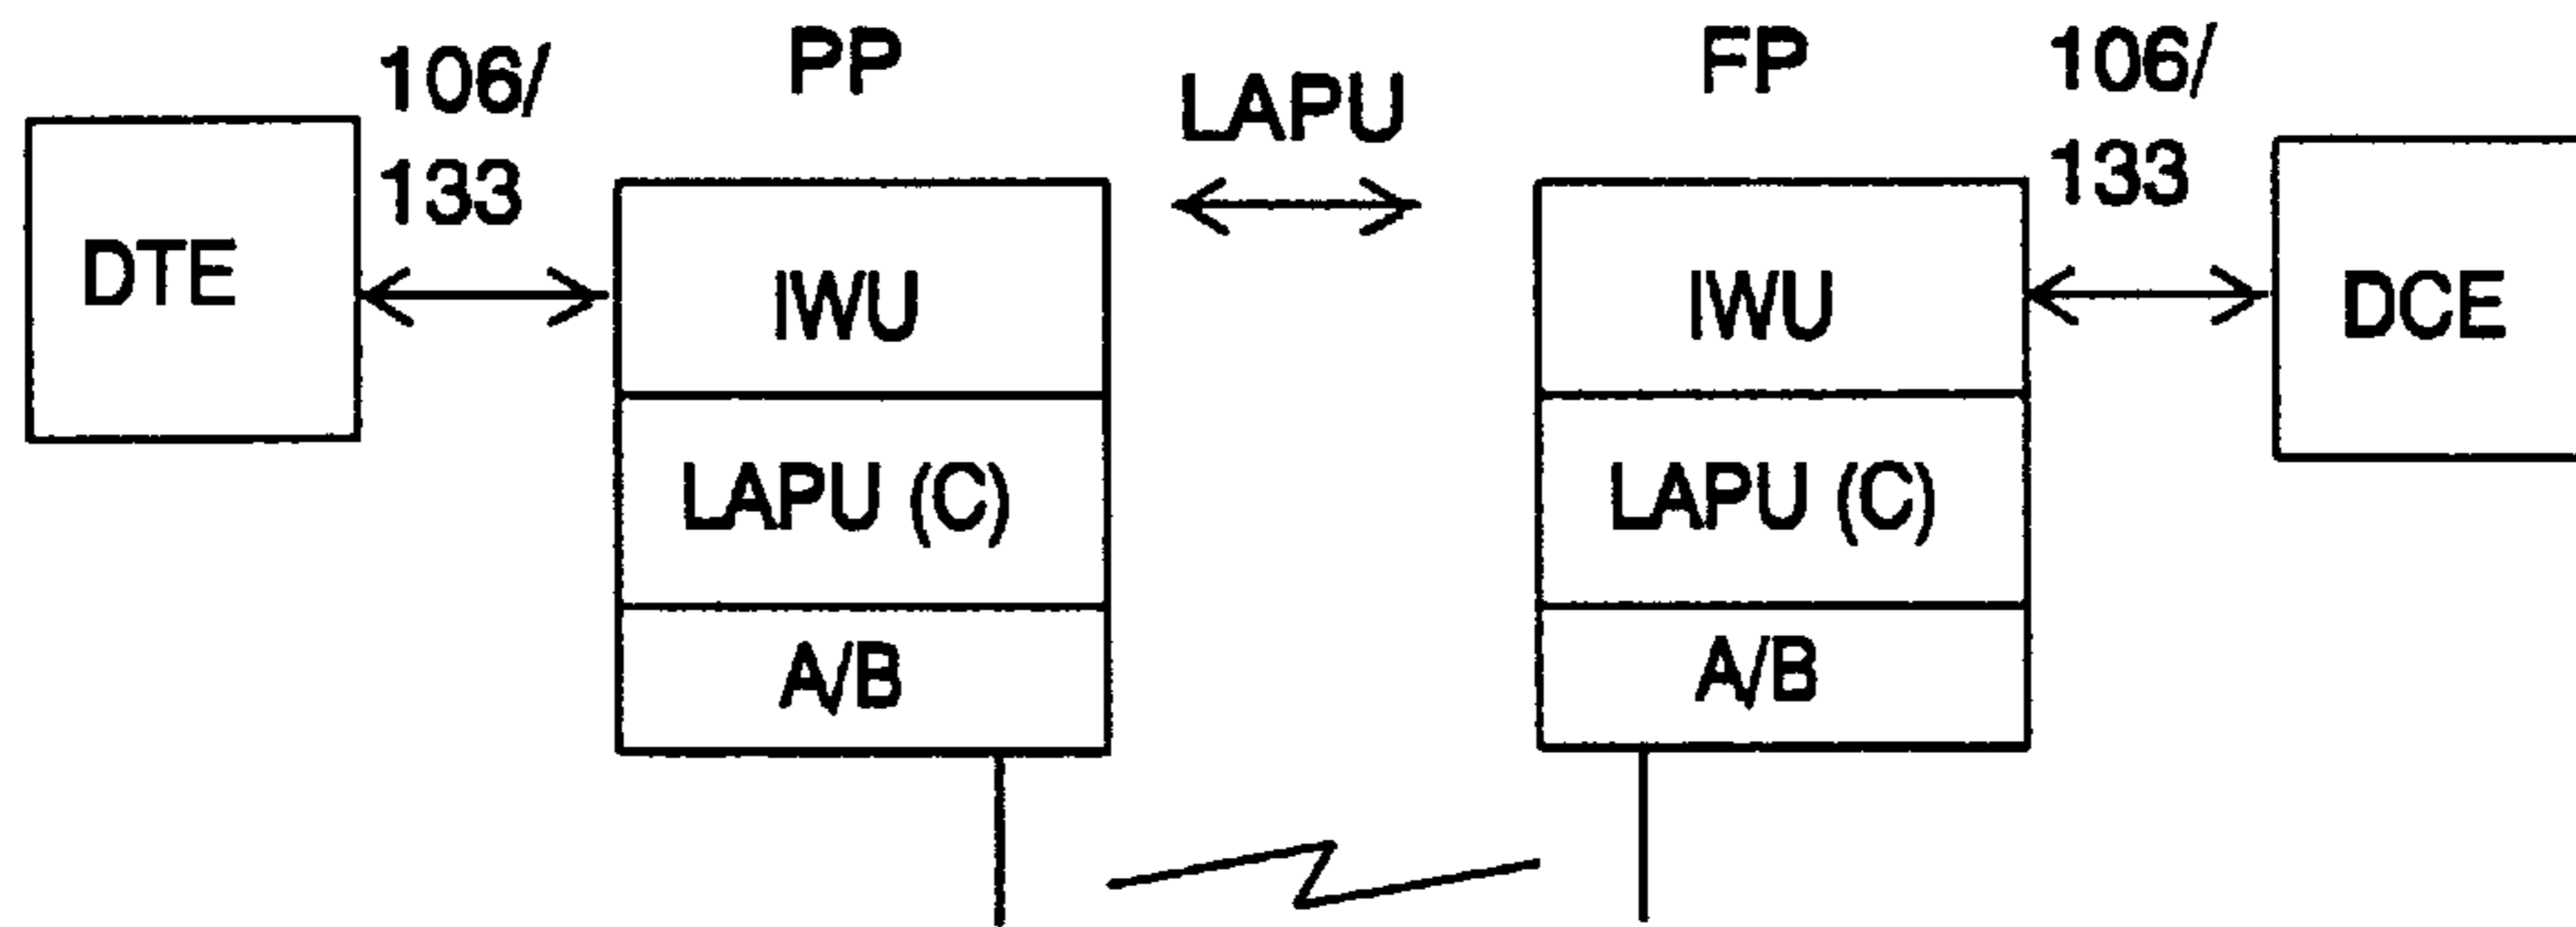 106/
133
DTE
PP
IWU
LAPU (C)
A/B
LAPU
FP
IWU
LAPU (C)
A/B
106/
133
DCE